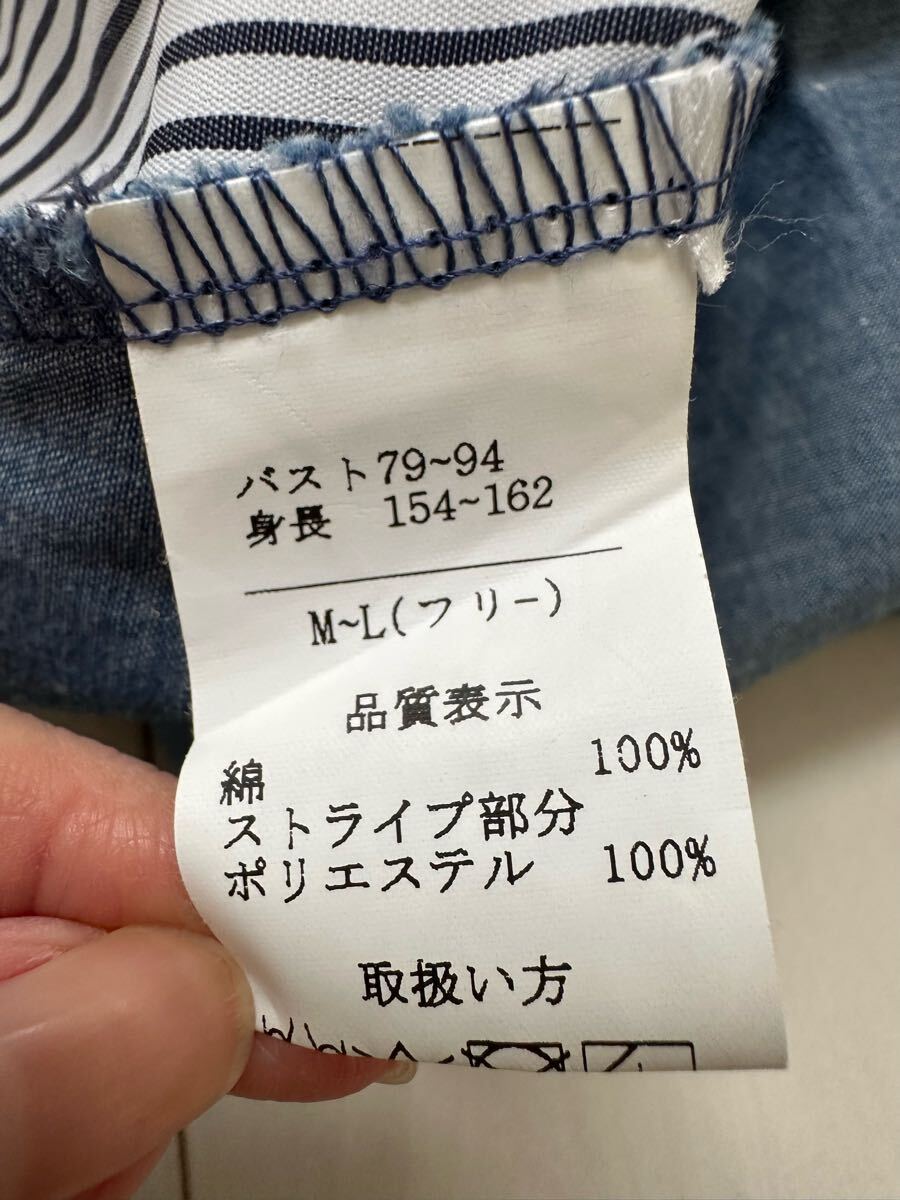 バスト79~94
身長 154~162
M~L(フリー)
品質表示
綿 100%
ストライプ部分
ポリエステル 100%
取扱い方